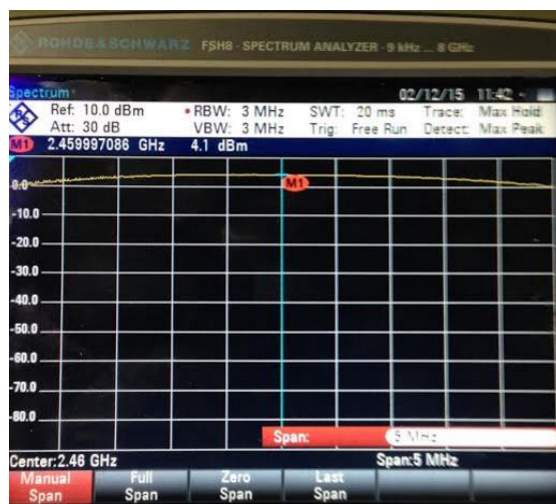 ROHDE&SCHWARZ FSH8 - SPECTRUM ANALYZER - 9 kHz ... 8 GHz
Spectrum 02/12/15 11:42
Ref: 10.0 dBm • RBW: 3 MHz SWT: 20 ms Trace: Max Hold
Att: 30 dB VBW: 3 MHz Trig: Free Run Detect: Max Peak
M1 2.459997086 GHz 4.1 dBm
M1
0.0
-10.0
-20.0
-30.0
-40.0
-50.0
-60.0
-70.0
-80.0
Span: 5 MHz
Center:2.46 GHz Span:5 MHz
Manual Span Full Span Zero Span Last Span